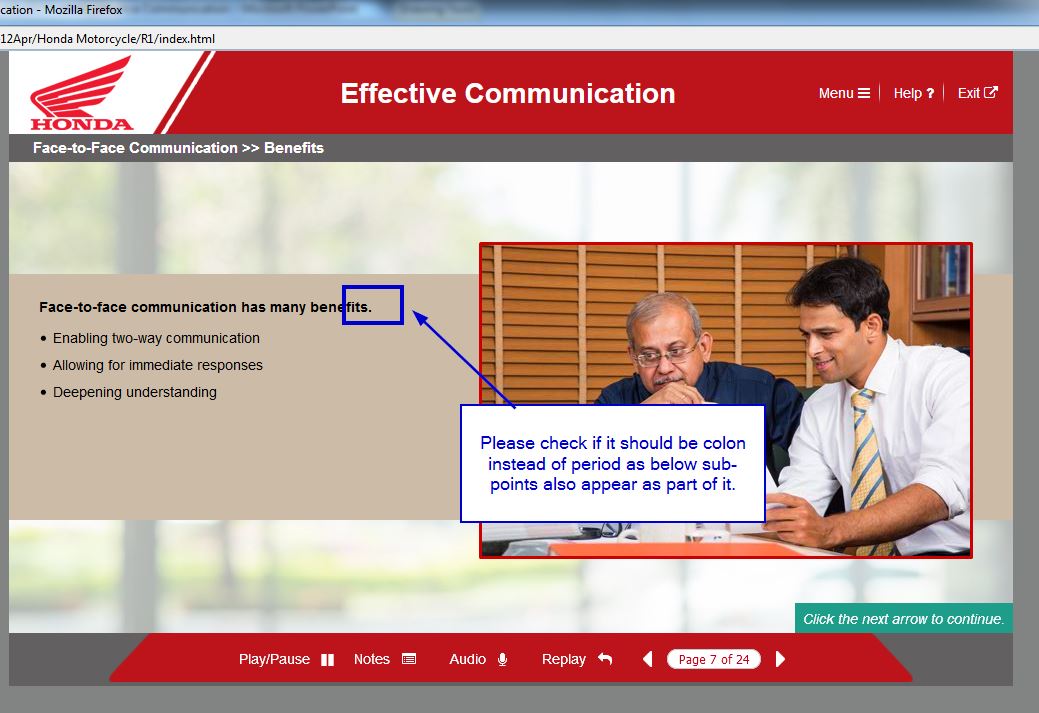 cation - Mozilla Firefox
12Apr/Honda Motorcycle/R1/index.html
HONDA
Effective Communication
Menu
Help ?
Exit
Face-to-Face Communication >> Benefits
Face-to-face communication has many benefits.
• Enabling two-way communication
• Allowing for immediate responses
• Deepening understanding
Please check if it should be colon
instead of period as below sub-
points also appear as part of it.
Click the next arrow to continue.
Play/Pause
Notes
Audio
Replay
Page 7 of 24